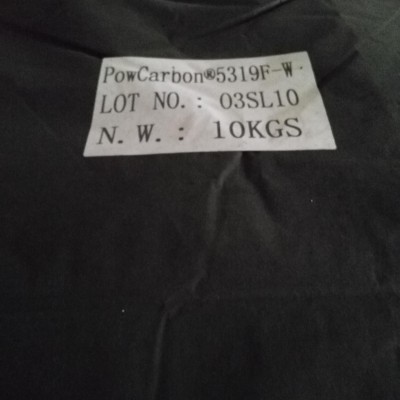 PowCarbon®5319F-W
LOT NO.: 03SL10
N.W.: 10KGS